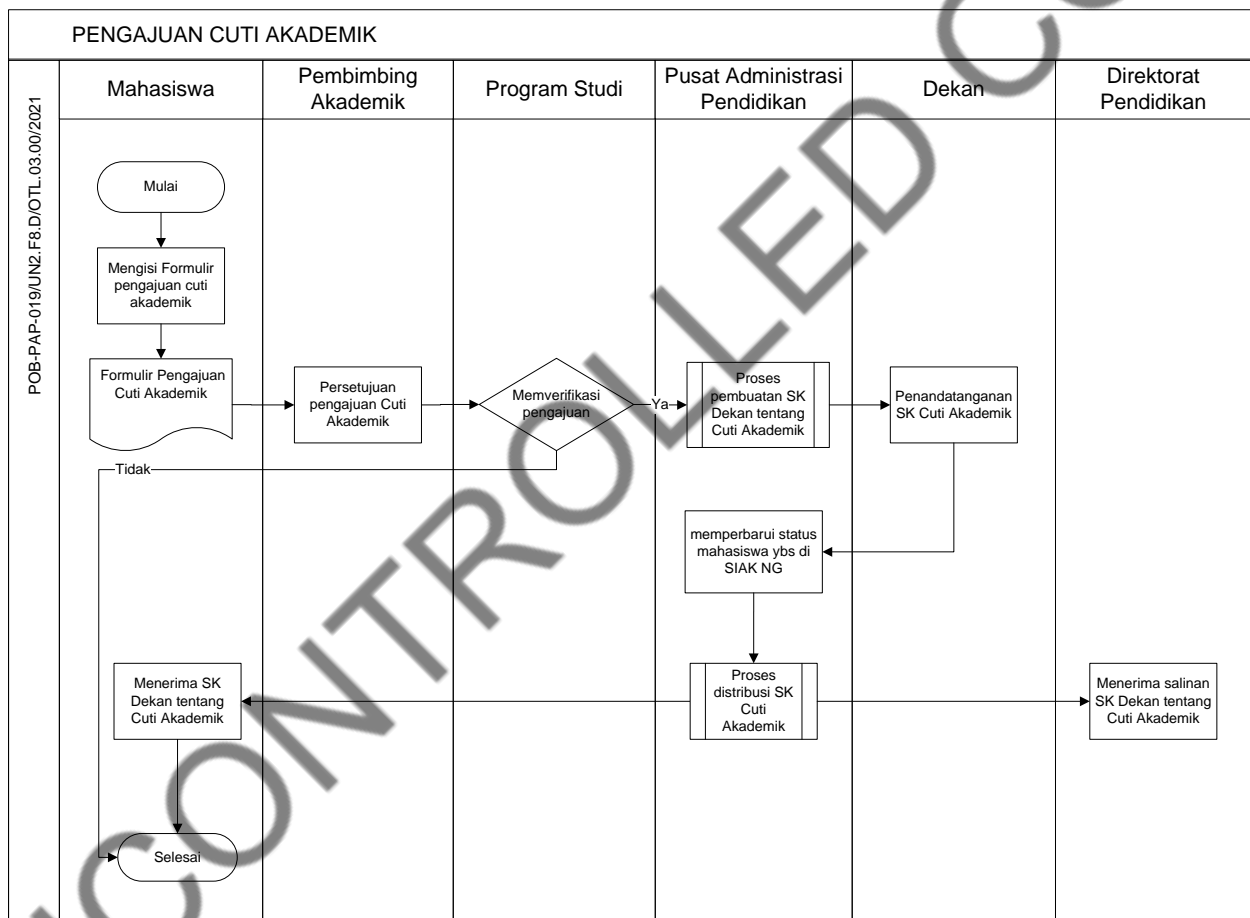 PENGAJUAN CUTI AKADEMIK
POB-PAP-019/UN2.F8.D/OTL.03.00/2021
Mahasiswa
Pembimbing
Akademik
Program Studi
Pusat Administrasi
Pendidikan
Dekan
Direktorat
Pendidikan
Mulai
Mengisi Formulir
pengajuan cuti
akademik
Formulir Pengajuan
Cuti Akademik
Persetujuan
pengajuan Cuti
Akademik
Memverifikasi
pengajuan
Ya
Proses
pembuatan SK
Dekan tentang
Cuti Akademik
Penandatanganan
SK Cuti Akademik
Tidak
memperbarui status
mahasiswa ybs di
SIAK NG
Menerima SK
Dekan tentang
Cuti Akademik
Proses
distribusi SK
Cuti
Akademik
Menerima salinan
SK Dekan tentang
Cuti Akademik
Selesai
CONTROLLED CO